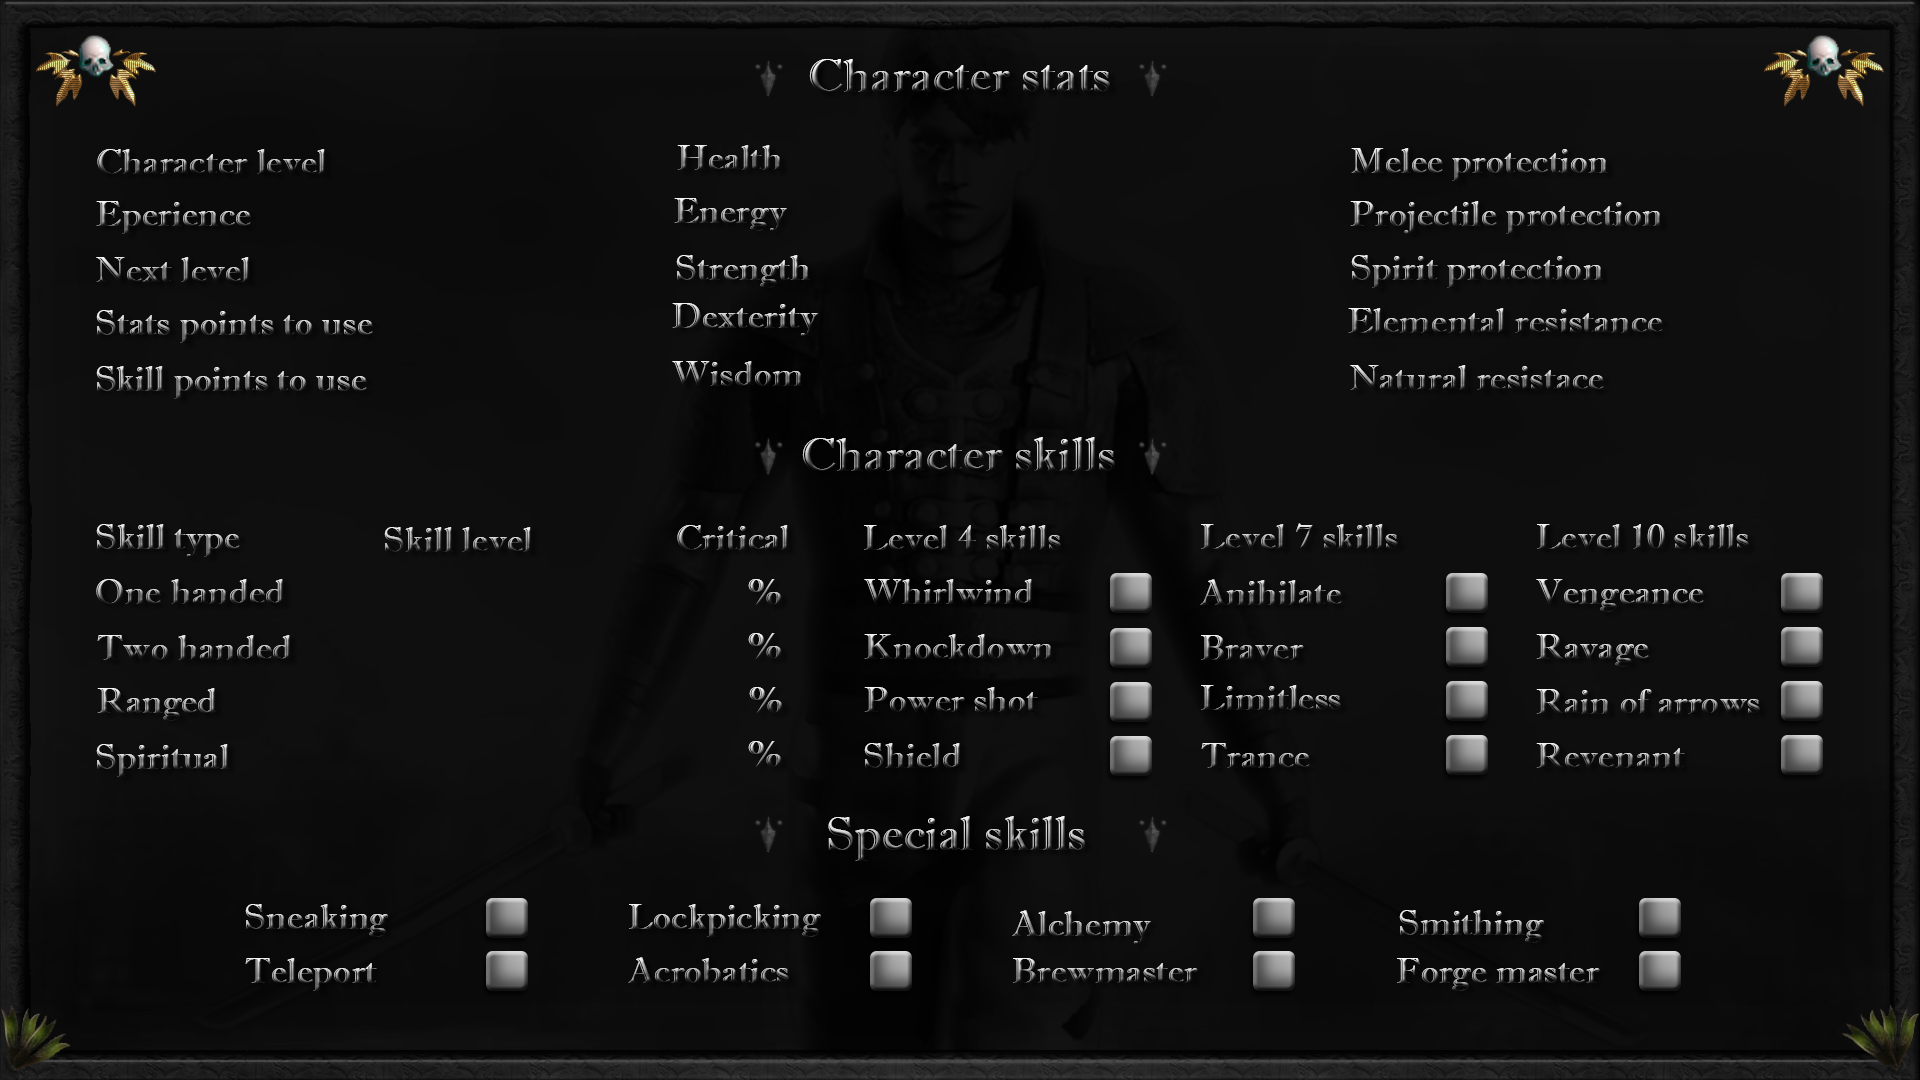 Character stats
Character level Health Melee protection
Eperience Energy Projectile protection
Next level Strength Spirit protection
Stats points to use Dexterity Elemental resistance
Skill points to use Wisdom Natural resistace
Character skills
Skill type Skill level Critical Level 4 skills Level 7 skills Level 10 skills
One handed % Whirlwind Anihilate Vengeance
Two handed % Knockdown Braver Ravage
Ranged % Power shot Limitless Rain of arrows
Spiritual % Shield Trance Revenant
Special skills
Sneaking Lockpicking Alchemy Smithing
Teleport Acrobatics Brewmaster Forge master